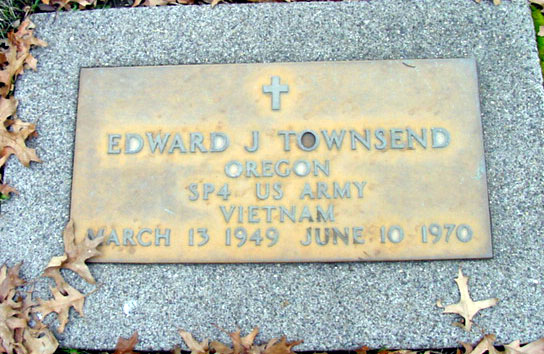 EDWARD J TOWNSEND
OREGON
SP4 US ARMY
VIETNAM
MARCH 13 1949 JUNE 10 1970